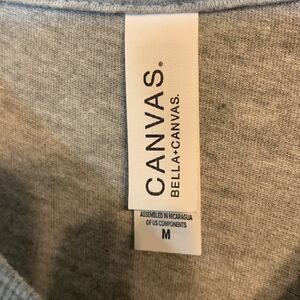 CANVAS.
BELLA+CANVAS.
ASSEMBLED IN NICARAGUA
OF US COMPONENTS
M